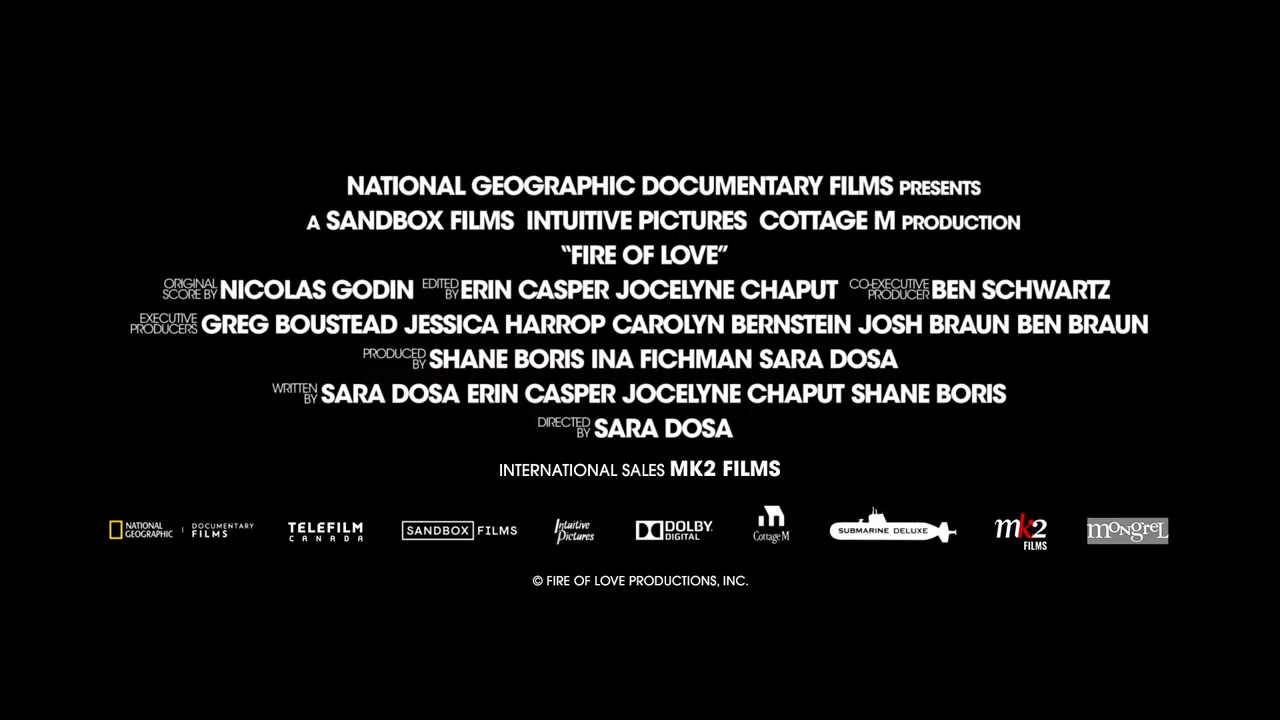 NATIONAL GEOGRAPHIC DOCUMENTARY FILMS PRESENTS
A SANDBOX FILMS INTUITIVE PICTURES COTTAGE M PRODUCTION
“FIRE OF LOVE”
ORIGINAL SCORE BY NICOLAS GODIN EDITED BY ERIN CASPER JOCELYNE CHAPUT CO-EXECUTIVE PRODUCER BEN SCHWARTZ
EXECUTIVE PRODUCERS GREG BOUSTEAD JESSICA HARROP CAROLYN BERNSTEIN JOSH BRAUN BEN BRAUN
PRODUCED BY SHANE BORIS INA FICHMAN SARA DOSA
WRITTEN BY SARA DOSA ERIN CASPER JOCELYNE CHAPUT SHANE BORIS
DIRECTED BY SARA DOSA
INTERNATIONAL SALES MK2 FILMS
NATIONAL GEOGRAPHIC | DOCUMENTARY FILMS TELEFILM CANADA SANDBOX FILMS Intuitive Pictures DOLBY DIGITAL Cottage M SUBMARINE DELUXE mk2 FILMS mongrel
© FIRE OF LOVE PRODUCTIONS, INC.